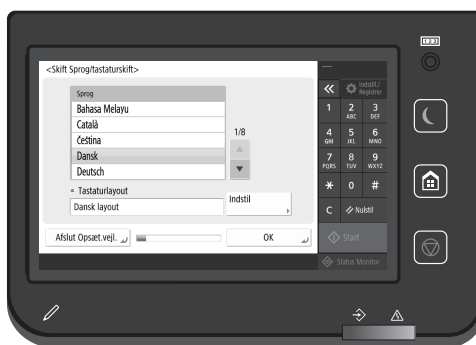 <Skift Sprog/tastaturskift>
Sprog
Bahasa Melayu
Català
Čeština
Dansk
Deutsch
1/8
▪ Tastaturlayout
Dansk layout
Indstil
Afslut Opsæt.vejl.
OK
Indstill./
Registrer
1 2 ABC 3 DEF
4 GHI 5 JKL 6 MNO
7 PQRS 8 TUV 9 WXYZ
* 0 #
C Nulstil
Start
Status Monitor